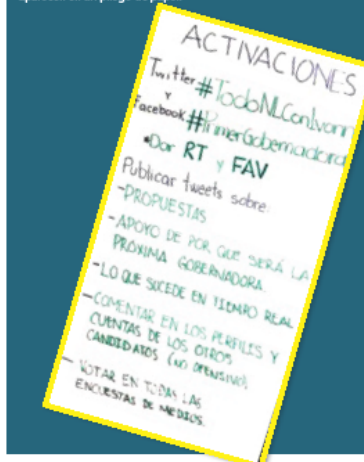 ACTIVACIONES
Twitter #TodoNLConIvonn
Y
Facebook #PrimerGobernadora
•Dar RT y FAV
Publicar tweets sobre:
-PROPUESTAS
-APOYO DE POR QUE SERÁ LA
PRÓXIMA GOBERNADORA.
-LO QUE SUCEDE EN TIEMPO REAL
-COMENTAR EN LOS PERFILES Y
CUENTAS DE LOS OTROS
CANDIDATOS (NO OFENSIVO).
- VOTAR EN TODAS LAS
ENCUESTAS DE MEDIOS.